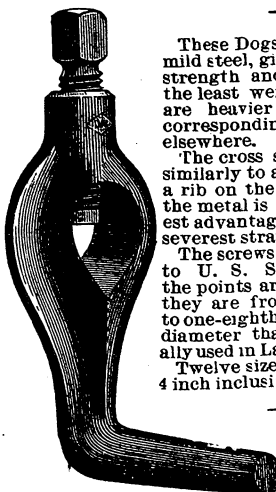 These Dogs
mild steel, gi
strength and
the least wei
are heavier
correspondin
elsewhere.
The cross s
similarly to a
a rib on the
the metal is
est advantag
severest stra
The screws
to U. S. S
the points ar
they are fro
to one-eighth
diameter tha
ally used in La
Twelve size
4 inch inclusi